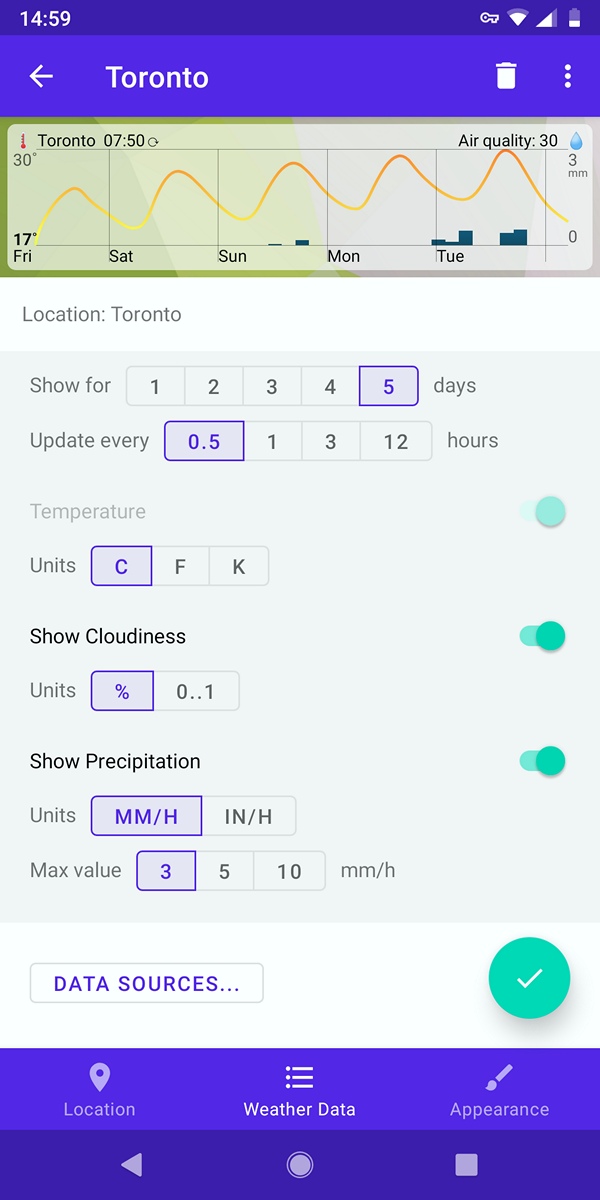 14:59
Toronto
Toronto 07:50 Air quality: 30
30° 3
mm
17° 0
Fri Sat Sun Mon Tue
Location: Toronto
Show for 1 2 3 4 5 days
Update every 0.5 1 3 12 hours
Temperature
Units C F K
Show Cloudiness
Units % 0..1
Show Precipitation
Units MM/H IN/H
Max value 3 5 10 mm/h
DATA SOURCES...
Location Weather Data Appearance